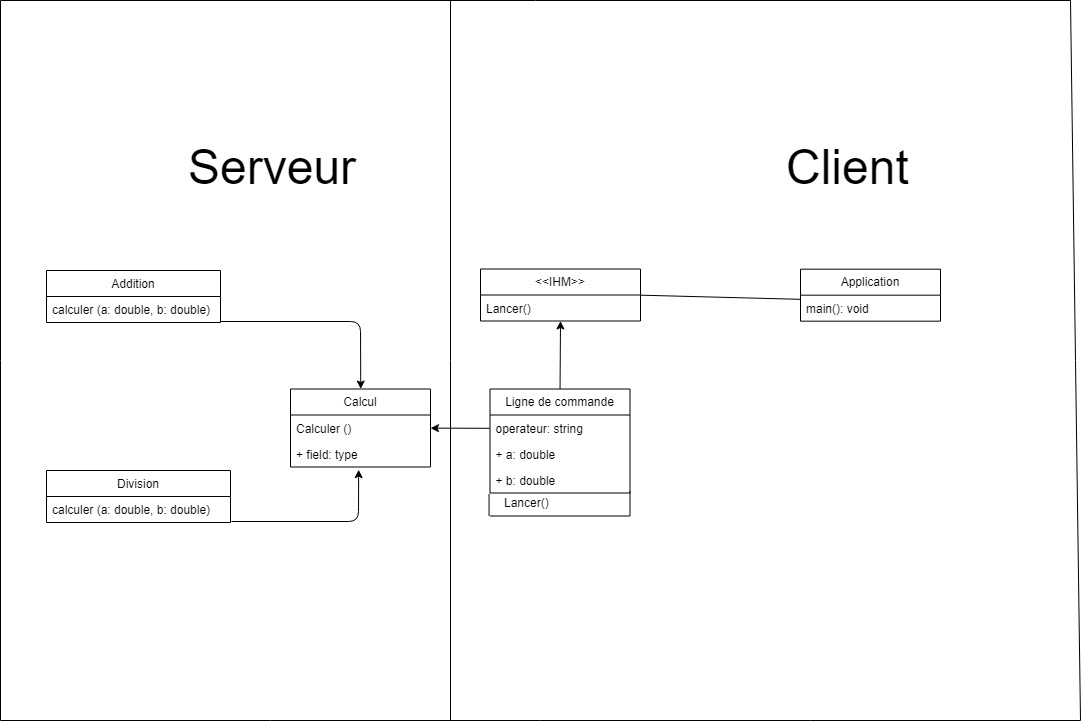 Serveur
Client
Addition
calculer (a: double, b: double)
<<IHM>>
Lancer()
Application
main(): void
Calcul
Calculer ()
+ field: type
Ligne de commande
operateur: string
+ a: double
+ b: double
Lancer()
Division
calculer (a: double, b: double)